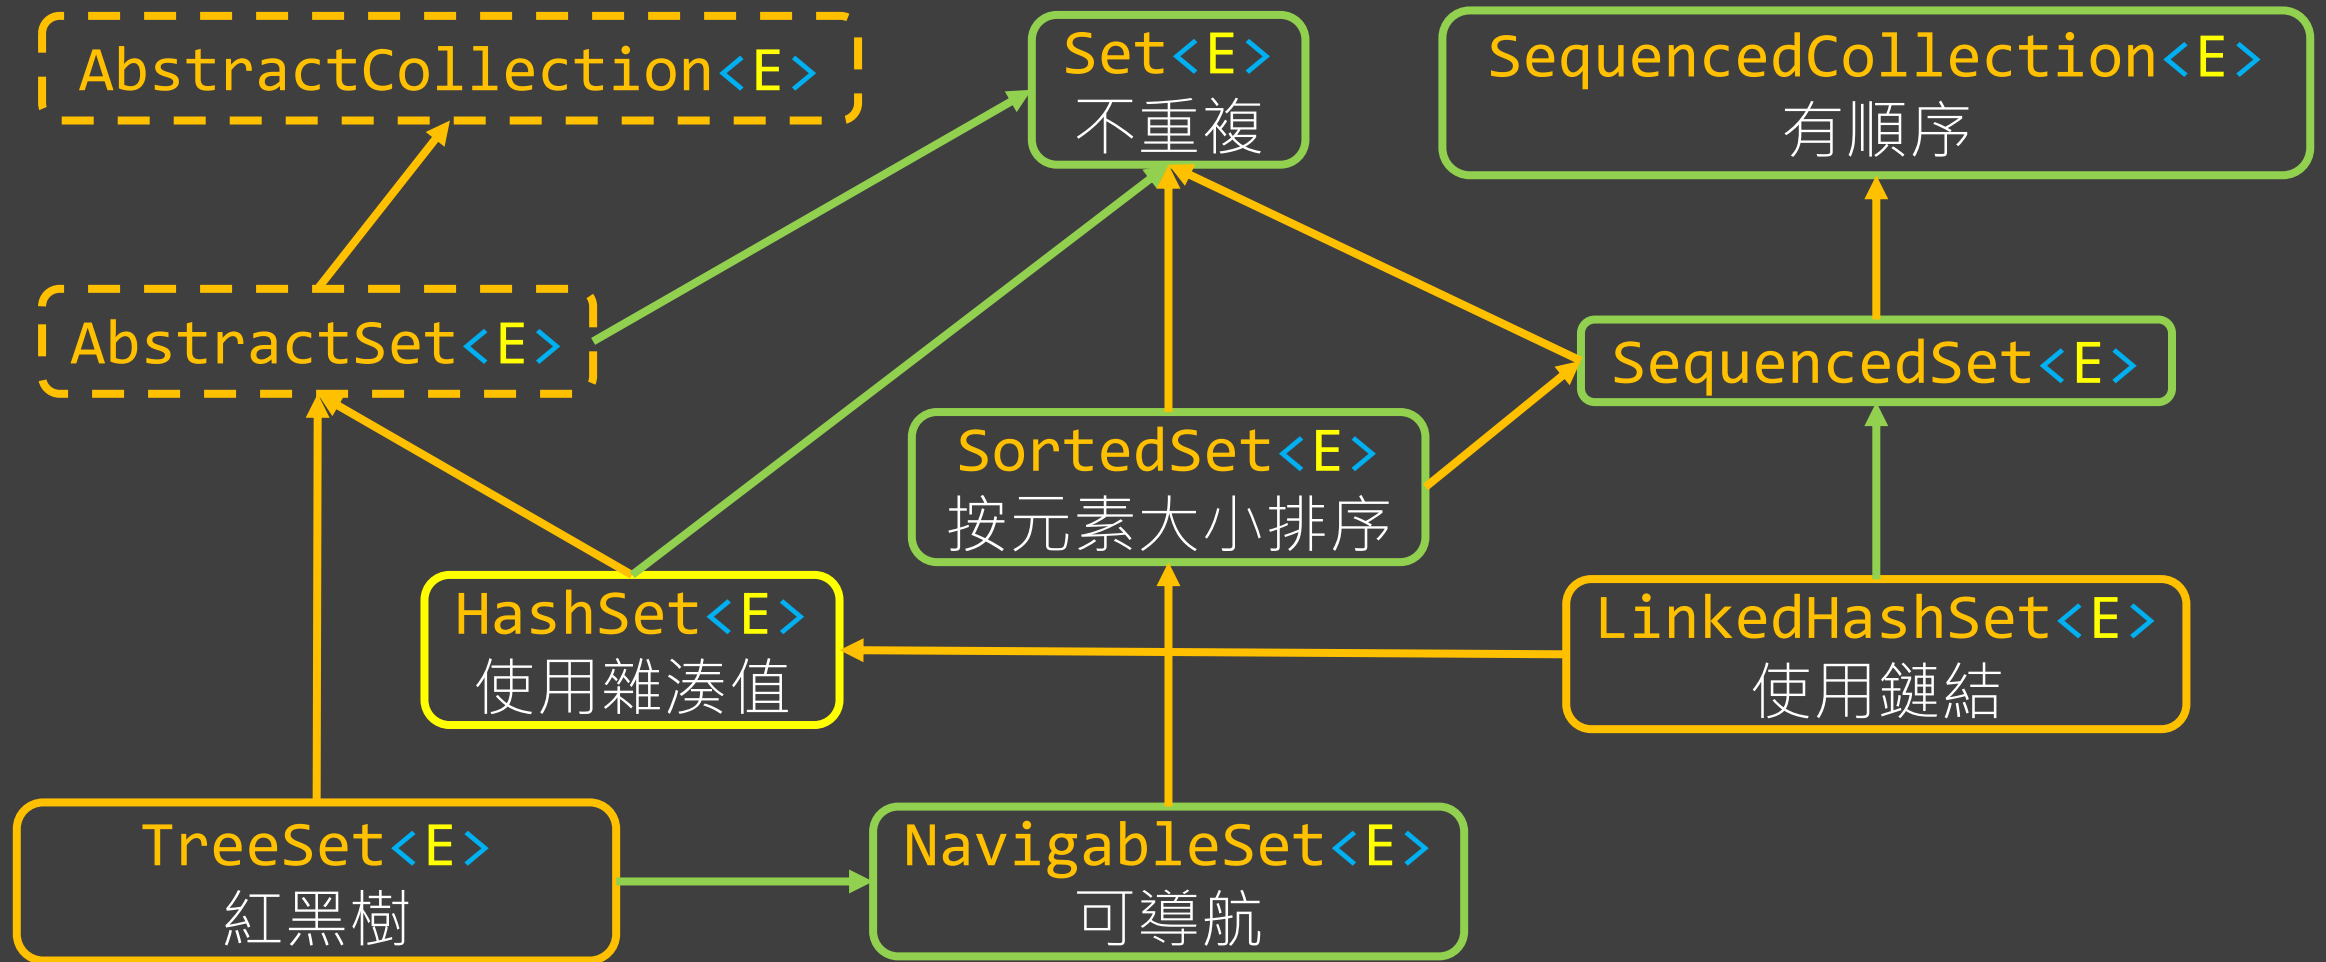 AbstractCollection<E>
Set<E>
不重複
SequencedCollection<E>
有順序
AbstractSet<E>
SequencedSet<E>
SortedSet<E>
按元素大小排序
HashSet<E>
使用雜湊值
LinkedHashSet<E>
使用鏈結
TreeSet<E>
紅黑樹
NavigableSet<E>
可導航